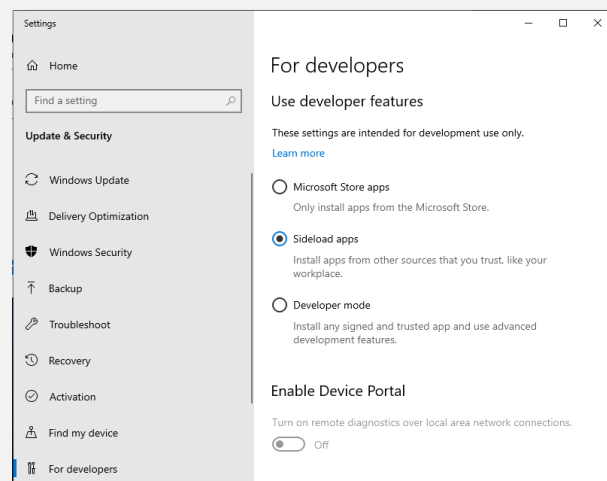 Settings
Home
Find a setting
Update & Security
Windows Update
Delivery Optimization
Windows Security
Backup
Troubleshoot
Recovery
Activation
Find my device
For developers
For developers
Use developer features
These settings are intended for development use only.
Learn more
Microsoft Store apps
Only install apps from the Microsoft Store.
Sideload apps
Install apps from other sources that you trust, like your
workplace.
Developer mode
Install any signed and trusted app and use advanced
development features.
Enable Device Portal
Turn on remote diagnostics over local area network connections.
Off